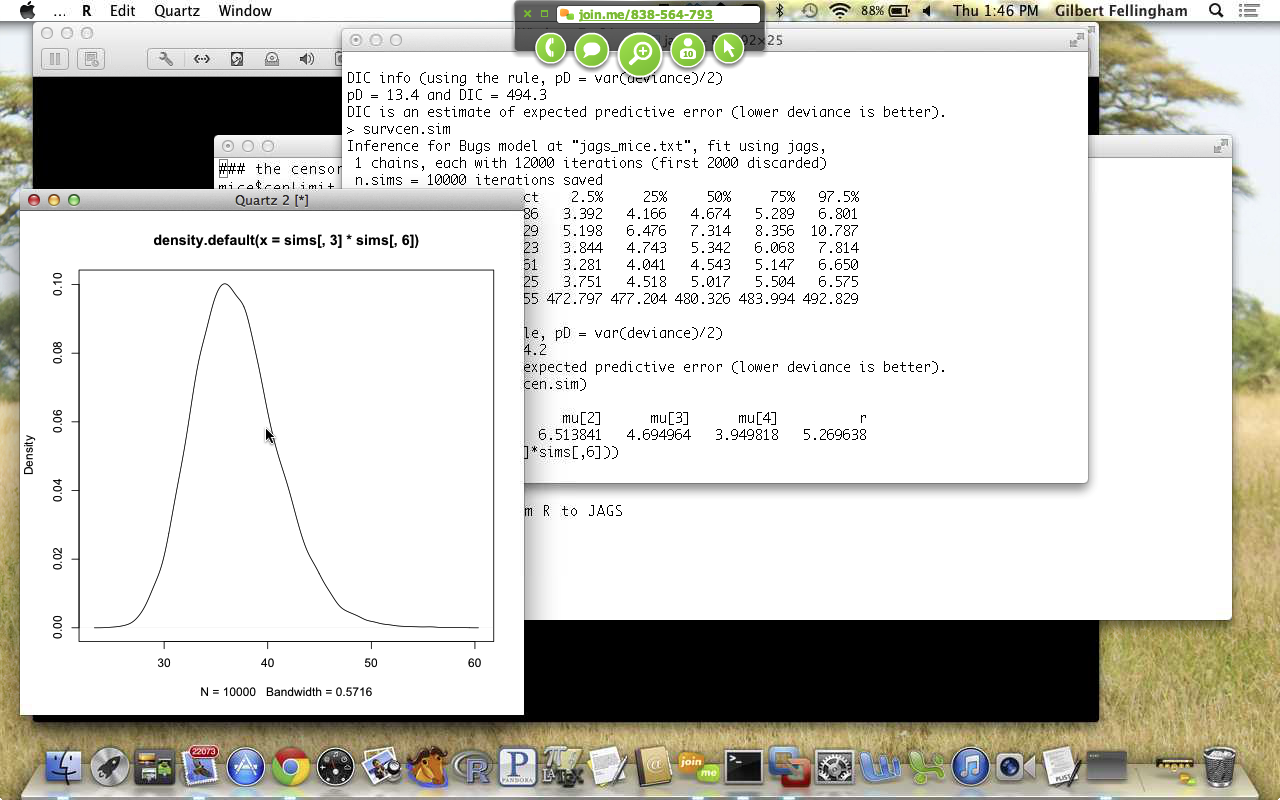 ... R Edit Quartz Window
88% Thu 1:46 PM Gilbert Fellingham
join.me/838-564-793
10
92×25
DIC info (using the rule, pD = var(deviance)/2)
pD = 13.4 and DIC = 494.3
DIC is an estimate of expected predictive error (lower deviance is better).
> survcen.sim
Inference for Bugs model at "jags_mice.txt", fit using jags,
1 chains, each with 12000 iterations (first 2000 discarded)
n.sims = 10000 iterations saved
ct 2.5% 25% 50% 75% 97.5%
86 3.392 4.166 4.674 5.289 6.801
29 5.198 6.476 7.314 8.356 10.787
23 3.844 4.743 5.342 6.068 7.814
61 3.281 4.041 4.543 5.147 6.650
25 3.751 4.518 5.017 5.504 6.575
55 472.797 477.204 480.326 483.994 492.829
le, pD = var(deviance)/2)
4.2
expected predictive error (lower deviance is better).
cen.sim)
mu[2] mu[3] mu[4] r
6.513841 4.694964 3.949818 5.269638
]*sims[,6]))
### the censor
mice$cenlimit
m R to JAGS
Quartz 2 [*]
density.default(x = sims[, 3] * sims[, 6])
Density
0.10
0.08
0.06
0.04
0.02
0.00
30 40 50 60
N = 10000 Bandwidth = 0.5716
22073
R
P
PANDORA
LATEX
@
join
me
PLIST